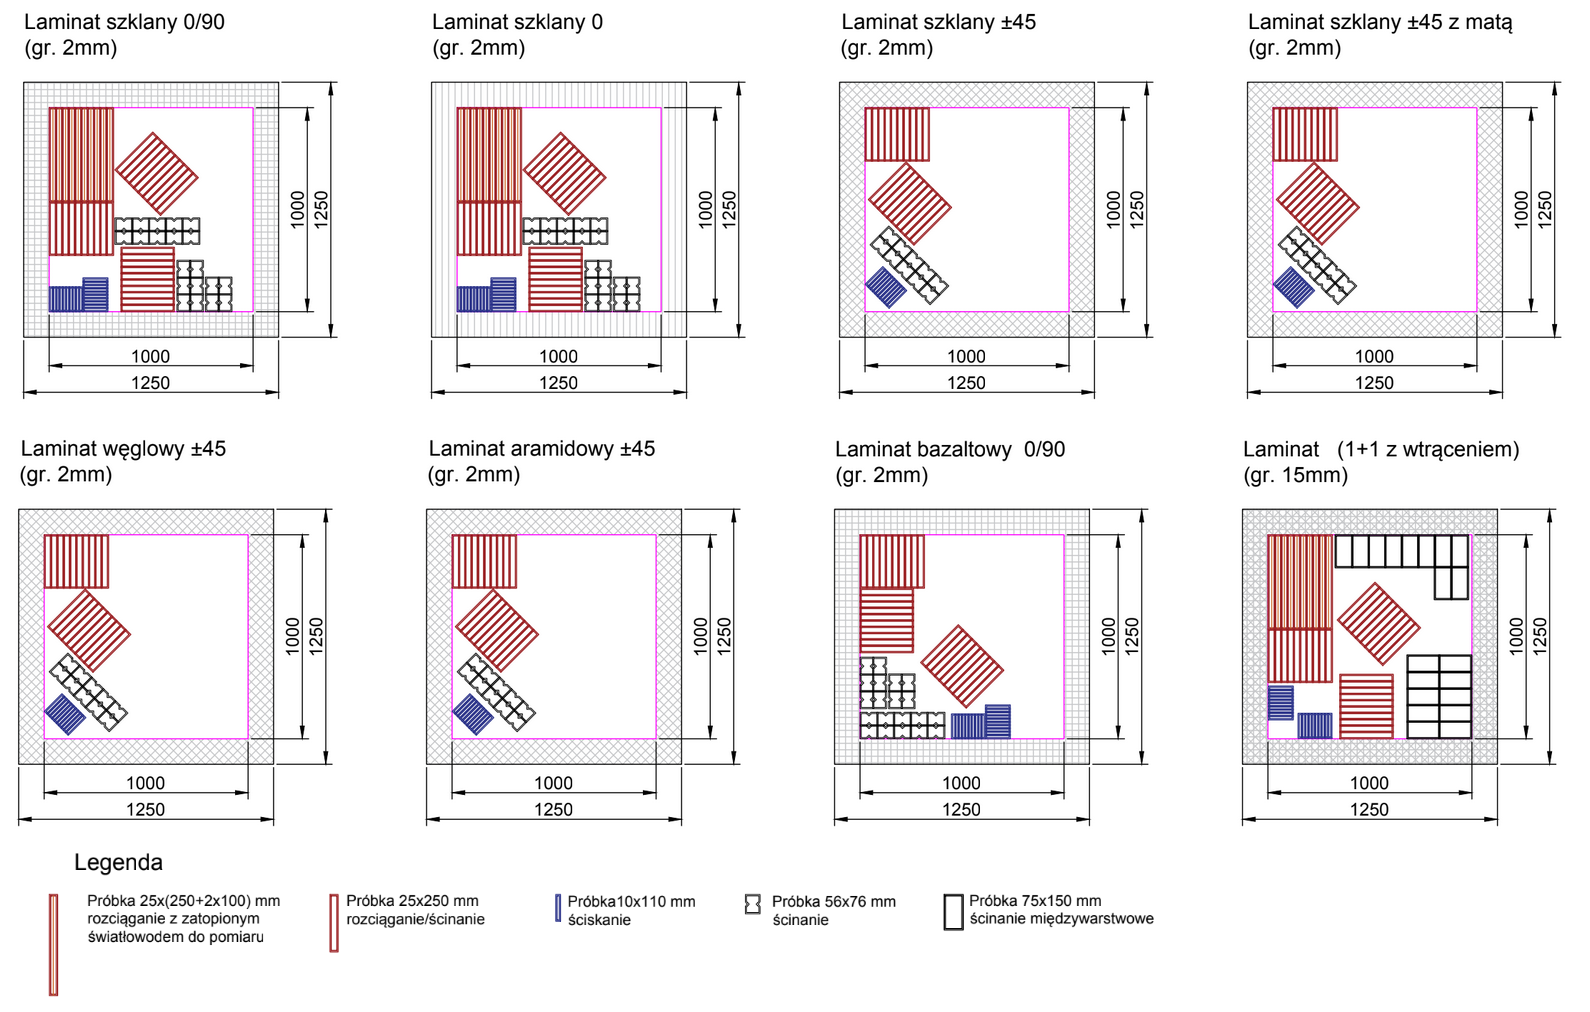 Laminat szklany 0/90
(gr. 2mm)
1000
1250
1000
1250
Laminat szklany 0
(gr. 2mm)
1000
1250
1000
1250
Laminat szklany ±45
(gr. 2mm)
1000
1250
1000
1250
Laminat szklany ±45 z matą
(gr. 2mm)
1000
1250
1000
1250
Laminat węglowy ±45
(gr. 2mm)
1000
1250
1000
1250
Laminat aramidowy ±45
(gr. 2mm)
1000
1250
1000
1250
Laminat bazaltowy 0/90
(gr. 2mm)
1000
1250
1000
1250
Laminat (1+1 z wtrąceniem)
(gr. 15mm)
1000
1250
1000
1250
Legenda
Próbka 25x(250+2x100) mm
rozciąganie z zatopionym
światłowodem do pomiaru
Próbka 25x250 mm
rozciąganie/ścinanie
Próbka10x110 mm
ściskanie
Próbka 56x76 mm
ścinanie
Próbka 75x150 mm
ścinanie międzywarstwowe